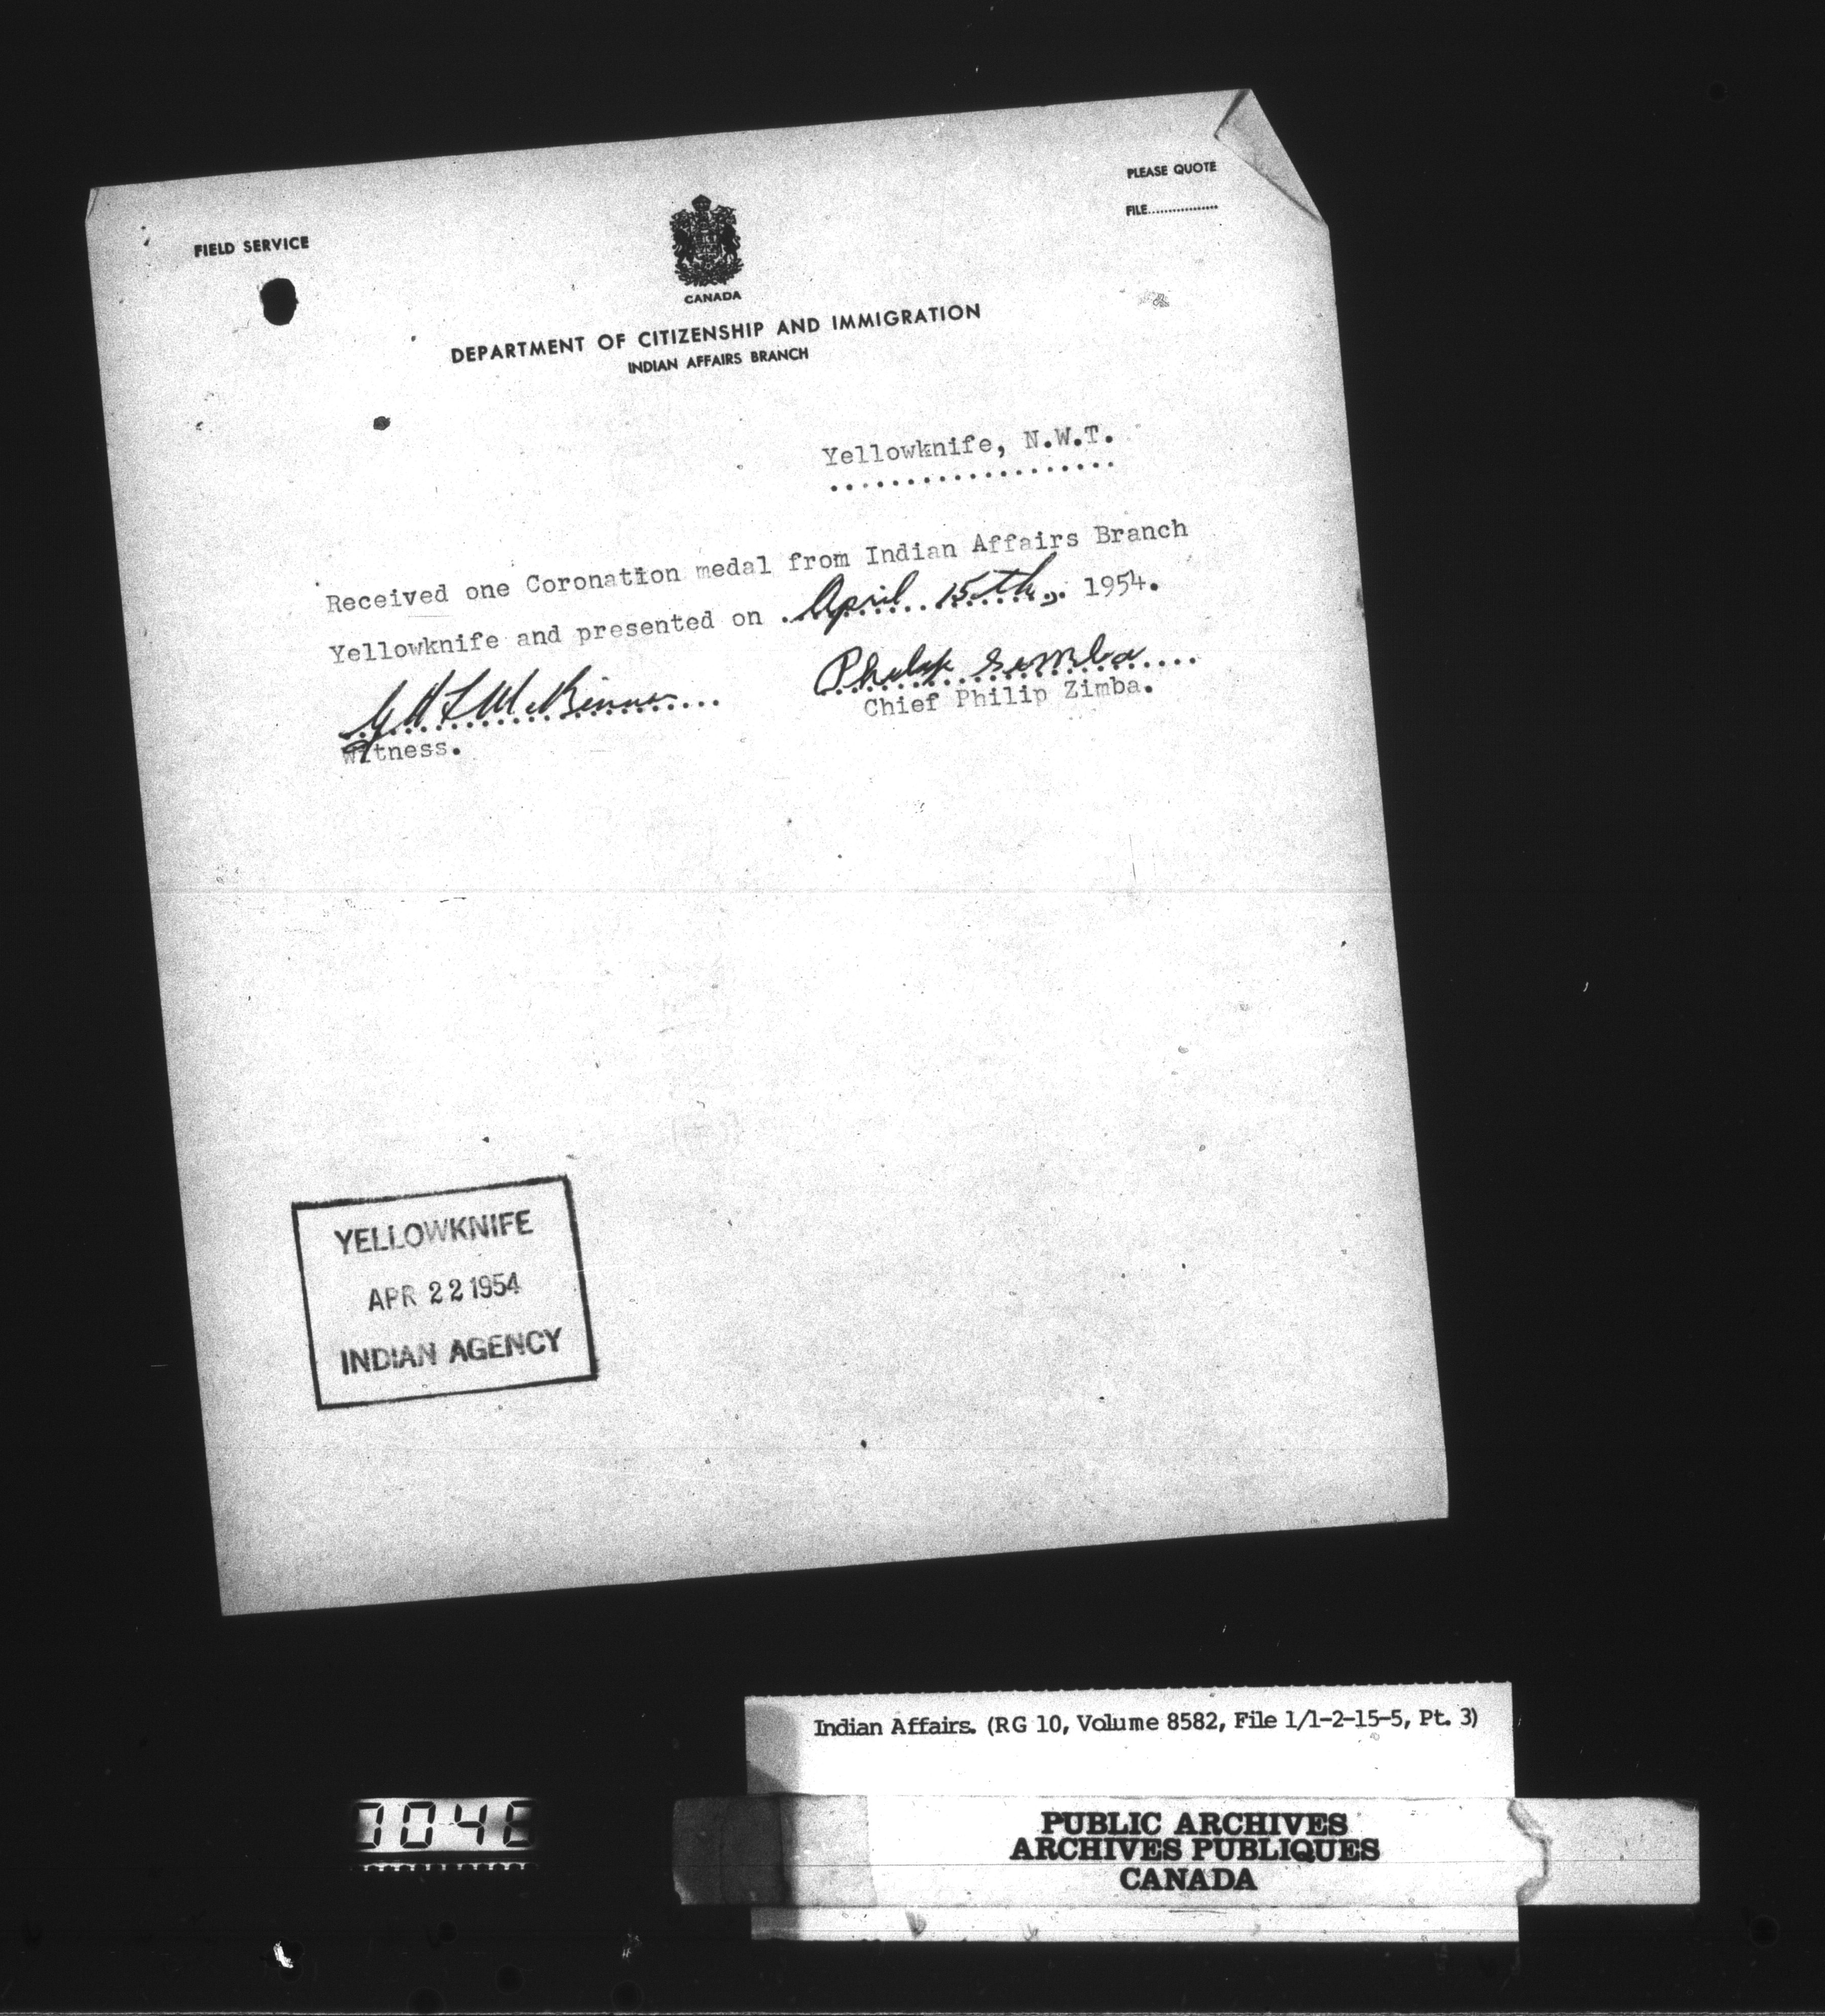 PLEASE QUOTE
FILE.................
FIELD SERVICE
CANADA
DEPARTMENT OF CITIZENSHIP AND IMMIGRATION
INDIAN AFFAIRS BRANCH
Yellowknife, N.W.T.
...................
Received one Coronation medal from Indian Affairs Branch
Yellowknife and presented on April 15th, 1954.
Philip Simba
Chief Philip Zimba.
Witness.
YELLOWKNIFE
APR 22 1954
INDIAN AGENCY
Indian Affairs. (RG 10, Volume 8582, File 1/1-2-15-5, Pt. 3)
PUBLIC ARCHIVES
ARCHIVES PUBLIQUES
CANADA